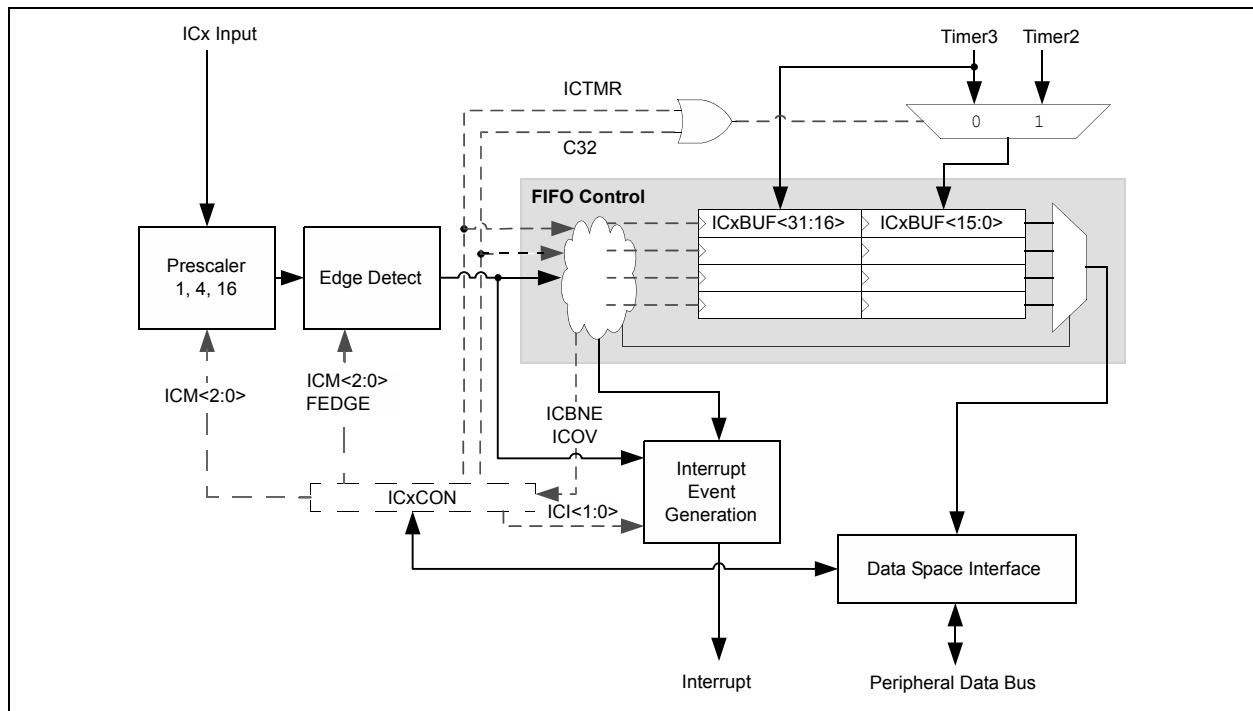 ICx Input
Timer3
Timer2
ICTMR
0
1
C32
FIFO Control
ICxBUF<31:16>
ICxBUF<15:0>
Prescaler
1, 4, 16
Edge Detect
ICM<2:0>
ICM<2:0>
FEDGE
ICBNE
ICOV
Interrupt
Event
Generation
ICxCON
ICI<1:0>
Data Space Interface
Interrupt
Peripheral Data Bus